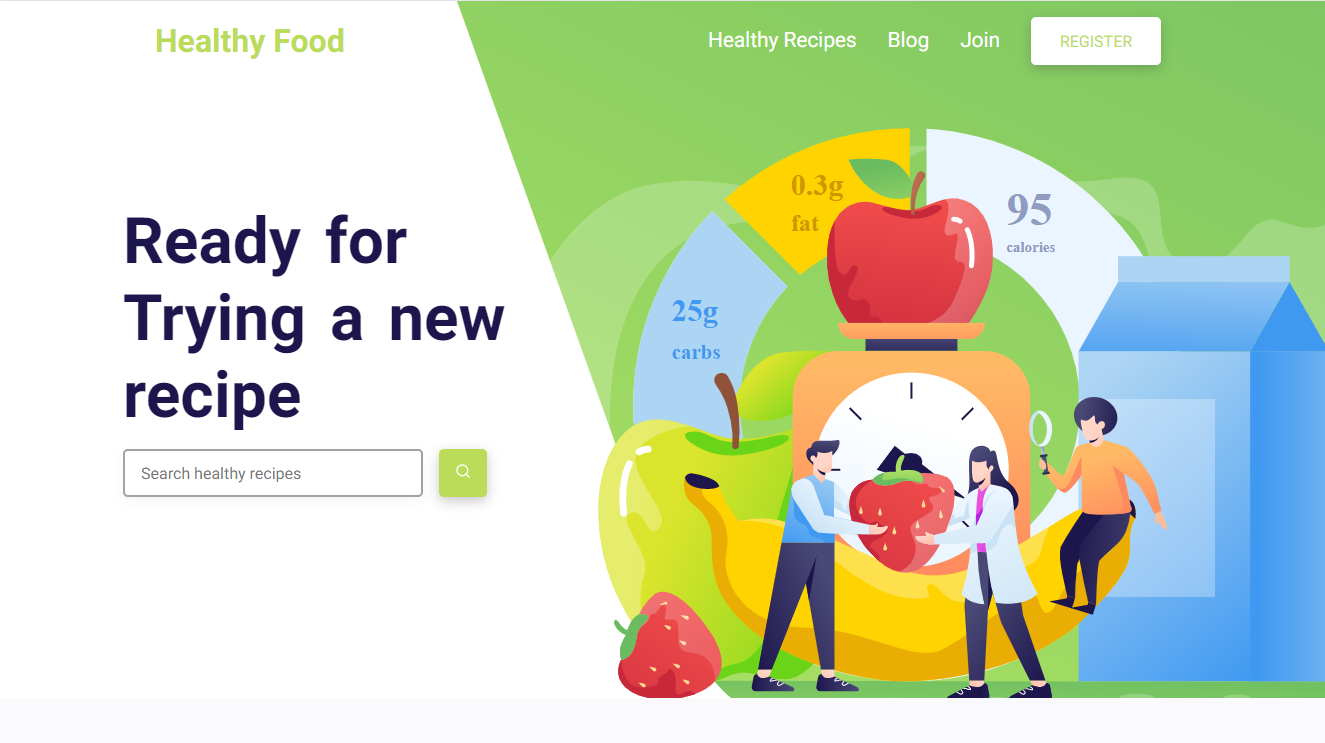 Healthy Food
Healthy Recipes
Blog
Join
REGISTER
Ready for
Trying a new
recipe
Search healthy recipes
0.3g
fat
95
calories
25g
carbs